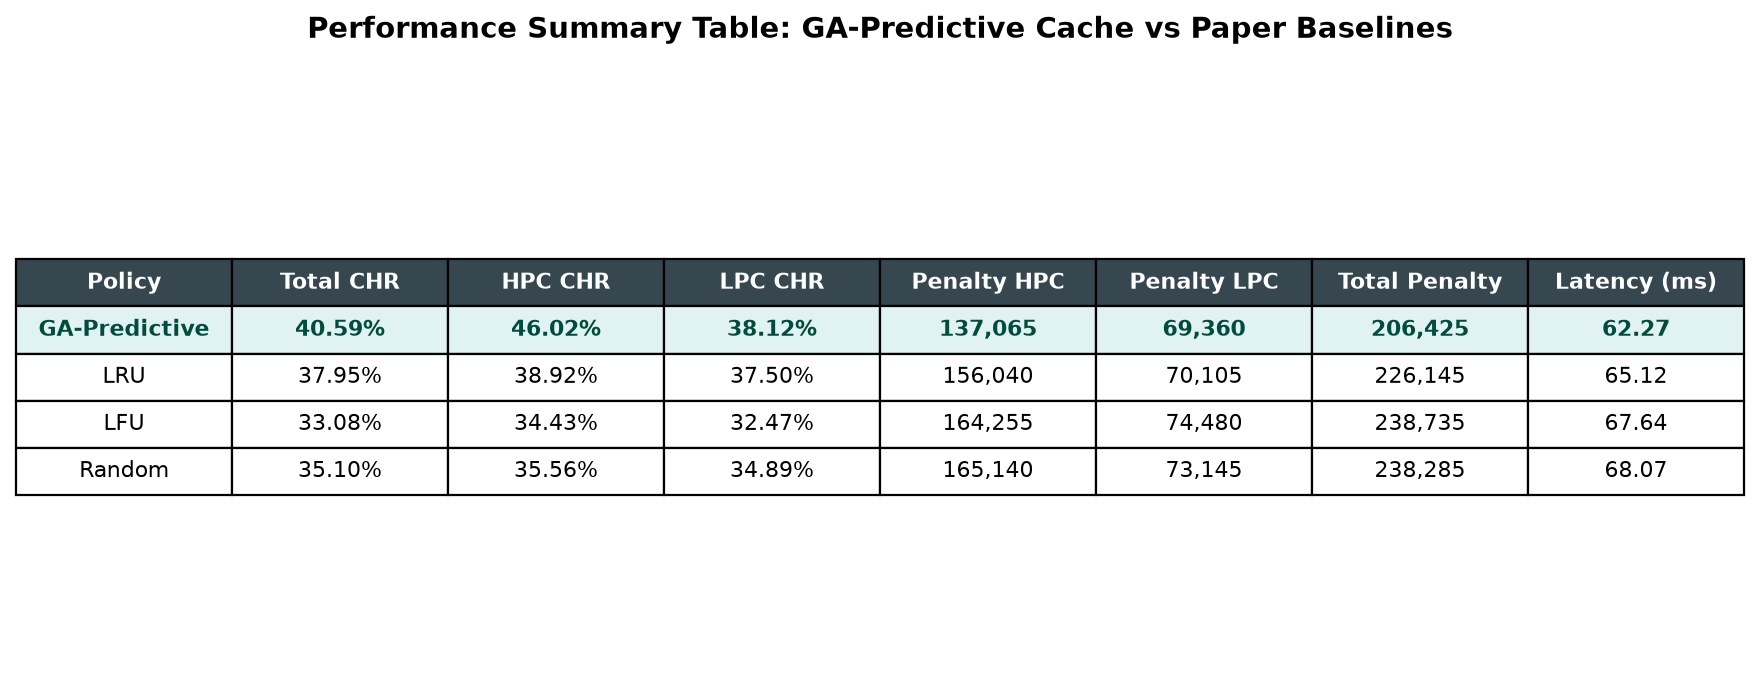 Performance Summary Table: GA-Predictive Cache vs Paper Baselines
Policy Total CHR HPC CHR LPC CHR Penalty HPC Penalty LPC Total Penalty Latency (ms)
GA-Predictive 40.59% 46.02% 38.12% 137,065 69,360 206,425 62.27
LRU 37.95% 38.92% 37.50% 156,040 70,105 226,145 65.12
LFU 33.08% 34.43% 32.47% 164,255 74,480 238,735 67.64
Random 35.10% 35.56% 34.89% 165,140 73,145 238,285 68.07